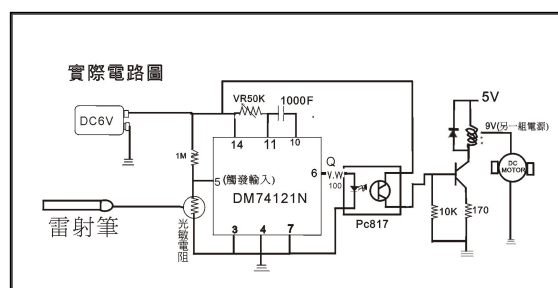 實際電路圖
DC6V
VR50K
1000F
1M
14
11
10
5 (觸發輸入)
DM74121N
6
Q
V,W
100
3
4
7
光敏電阻
雷射筆
Pc817
5V
9V(另一組電源)
DC
MOTOR
10K
170